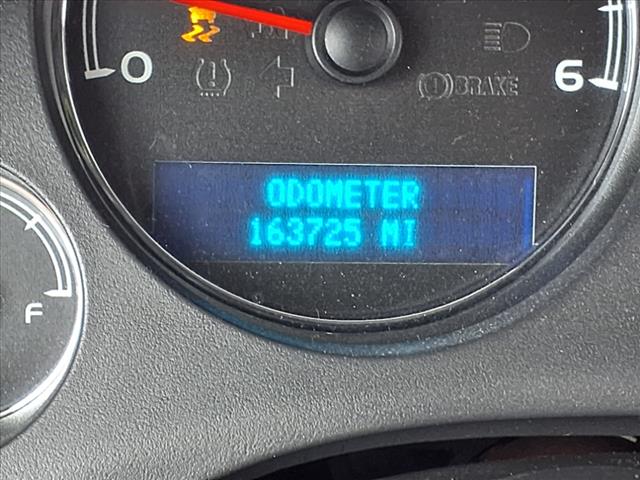 0
BRAKE
6
ODOMETER
163725 MI
F